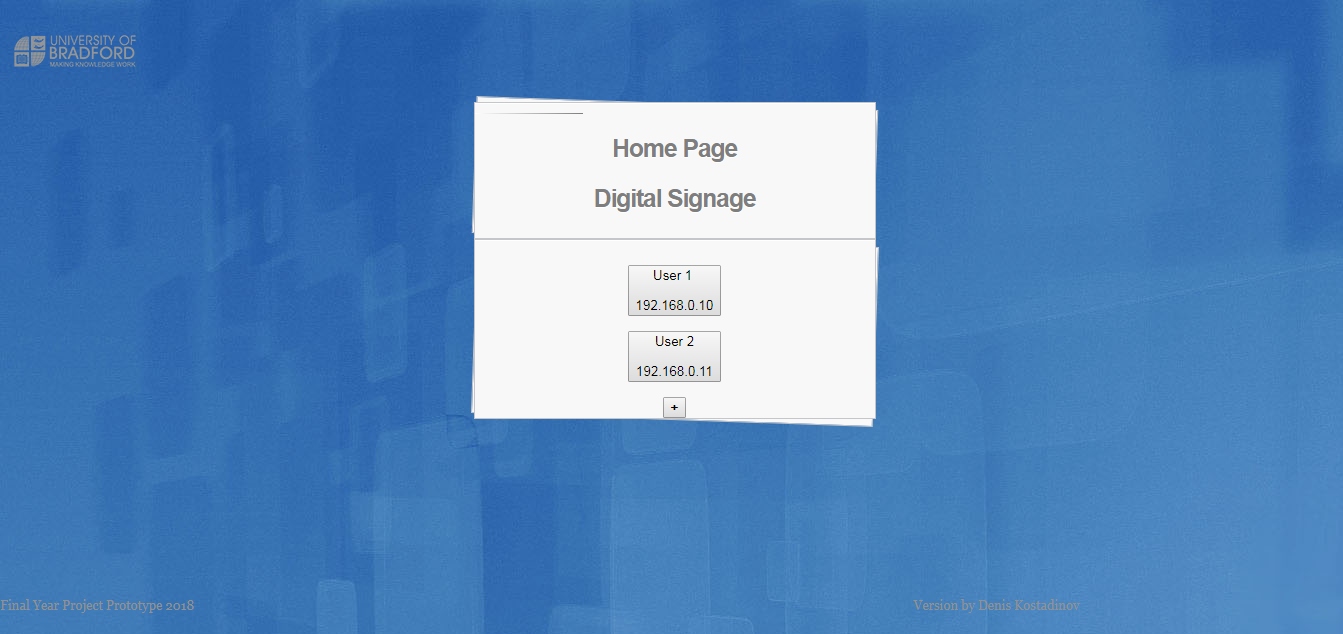 UNIVERSITY OF
BRADFORD
MAKING KNOWLEDGE WORK
Home Page
Digital Signage
User 1
192.168.0.10
User 2
192.168.0.11
+
Final Year Project Prototype 2018
Version by Denis Kostadinov